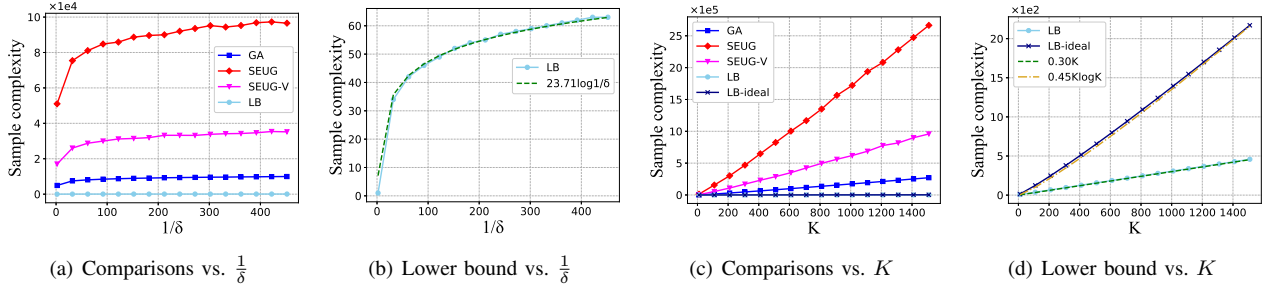 ×10⁴
10
8
6
4
2
0
0 100 200 300 400
Sample complexity
1/δ
GA
SEUG
SEUG-V
LB
(a) Comparisons vs. 1/δ
60
50
40
30
20
10
0
0 100 200 300 400
Sample complexity
1/δ
LB
23.71log1/δ
(b) Lower bound vs. 1/δ
×10⁵
25
20
15
10
5
0
0 200 400 600 800 1000 1200 1400
Sample complexity
K
GA
SEUG
SEUG-V
LB
LB-ideal
(c) Comparisons vs. K
×10²
20
15
10
5
0
0 200 400 600 800 1000 1200 1400
Sample complexity
K
LB
LB-ideal
0.30K
0.45KlogK
(d) Lower bound vs. K